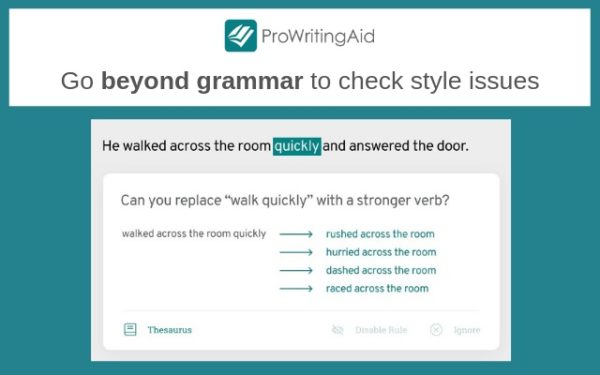 ProWritingAid
Go beyond grammar to check style issues
He walked across the room quickly and answered the door.
Can you replace “walk quickly” with a stronger verb?
walked across the room quickly → rushed across the room
→ hurried across the room
→ dashed across the room
→ raced across the room
Thesaurus Disable Rule Ignore